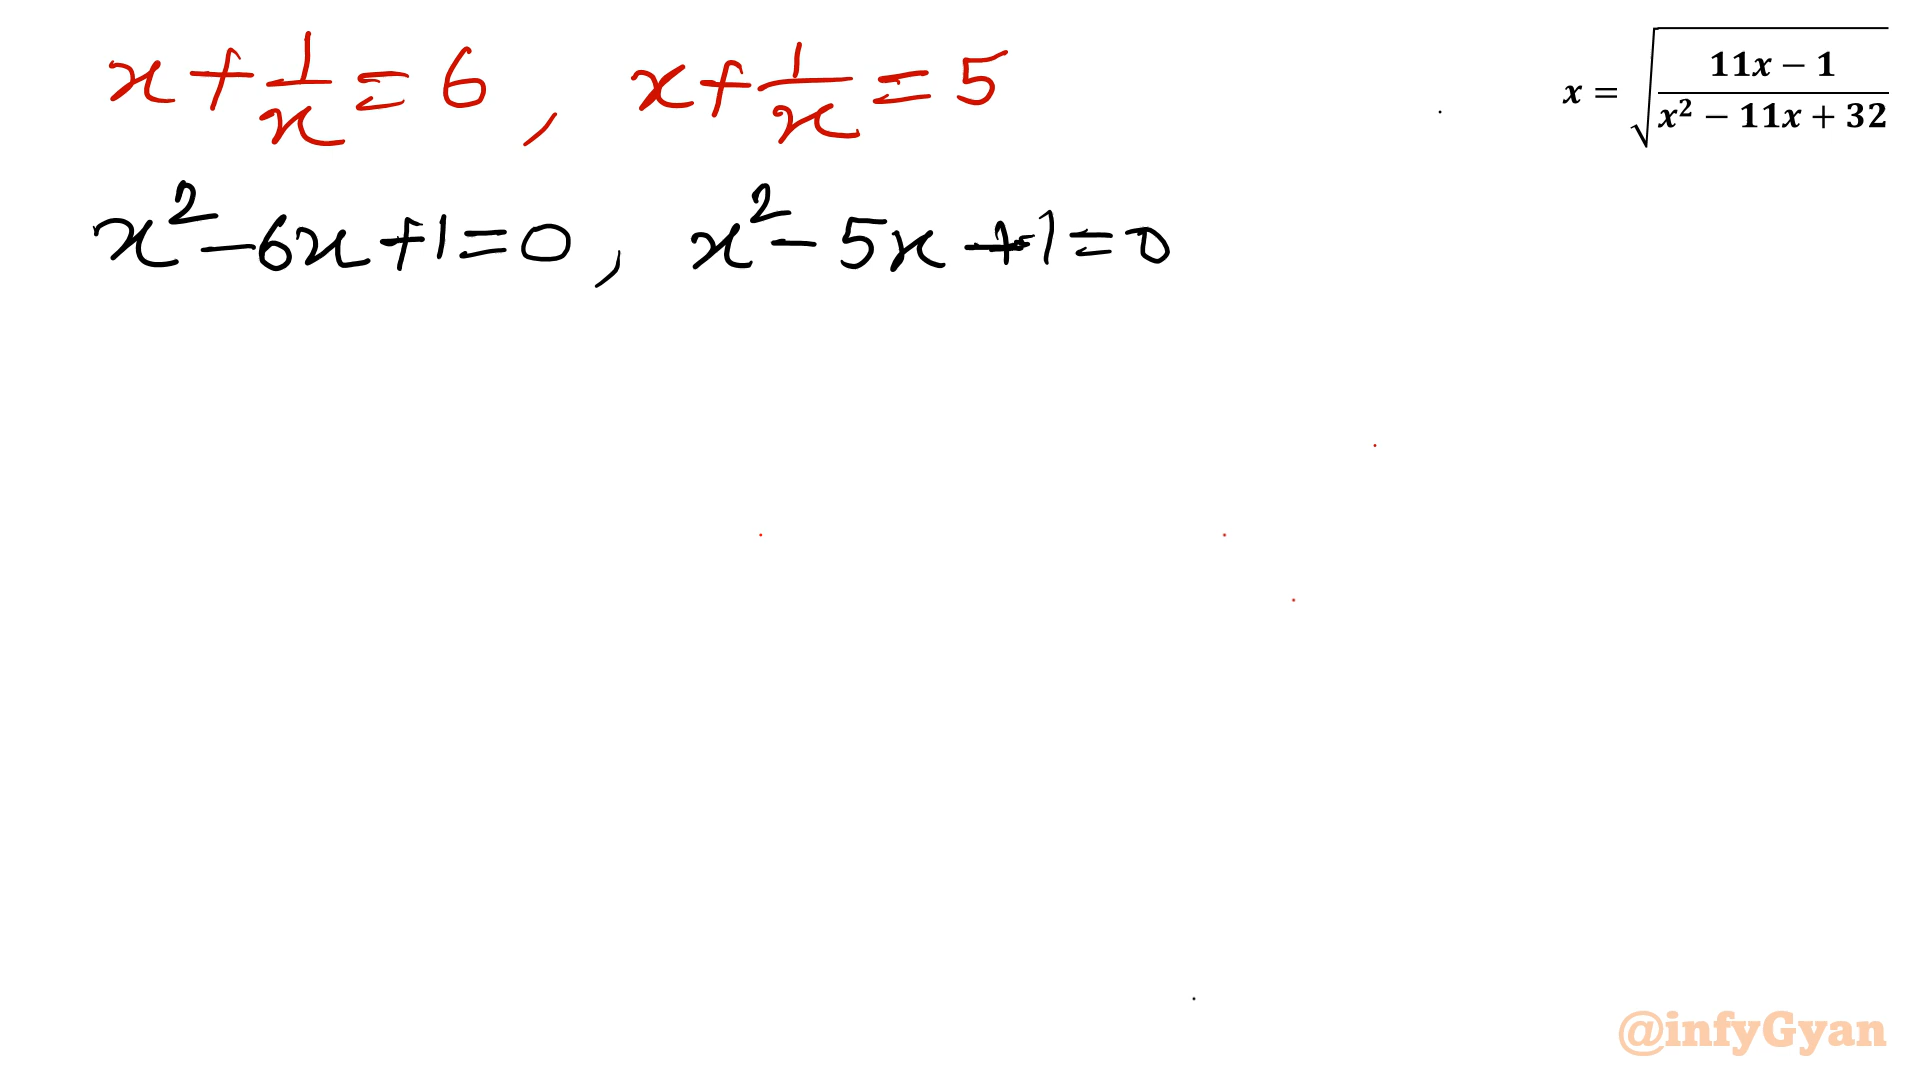 x + 1/x = 6 , x + 1/x = 5
x = √((11x − 1)/(x² − 11x + 32))
x² − 6x + 1 = 0 , x² − 5x + 1 = 0
@infyGyan